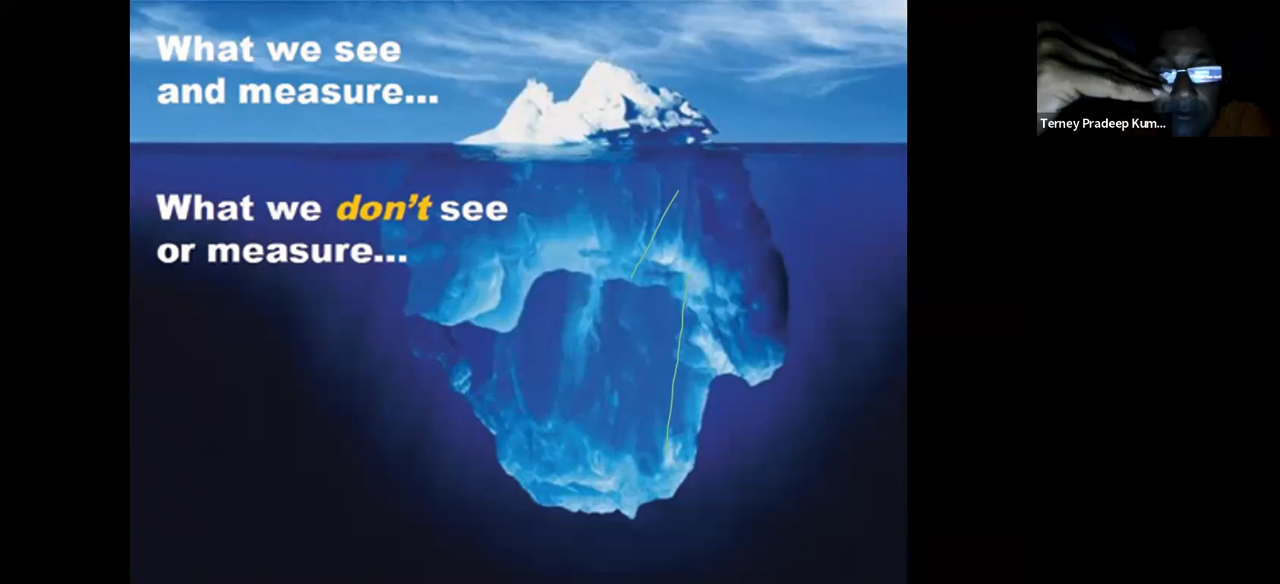 What we see
and measure...
What we don't see
or measure...
Terney Pradeep Kum...